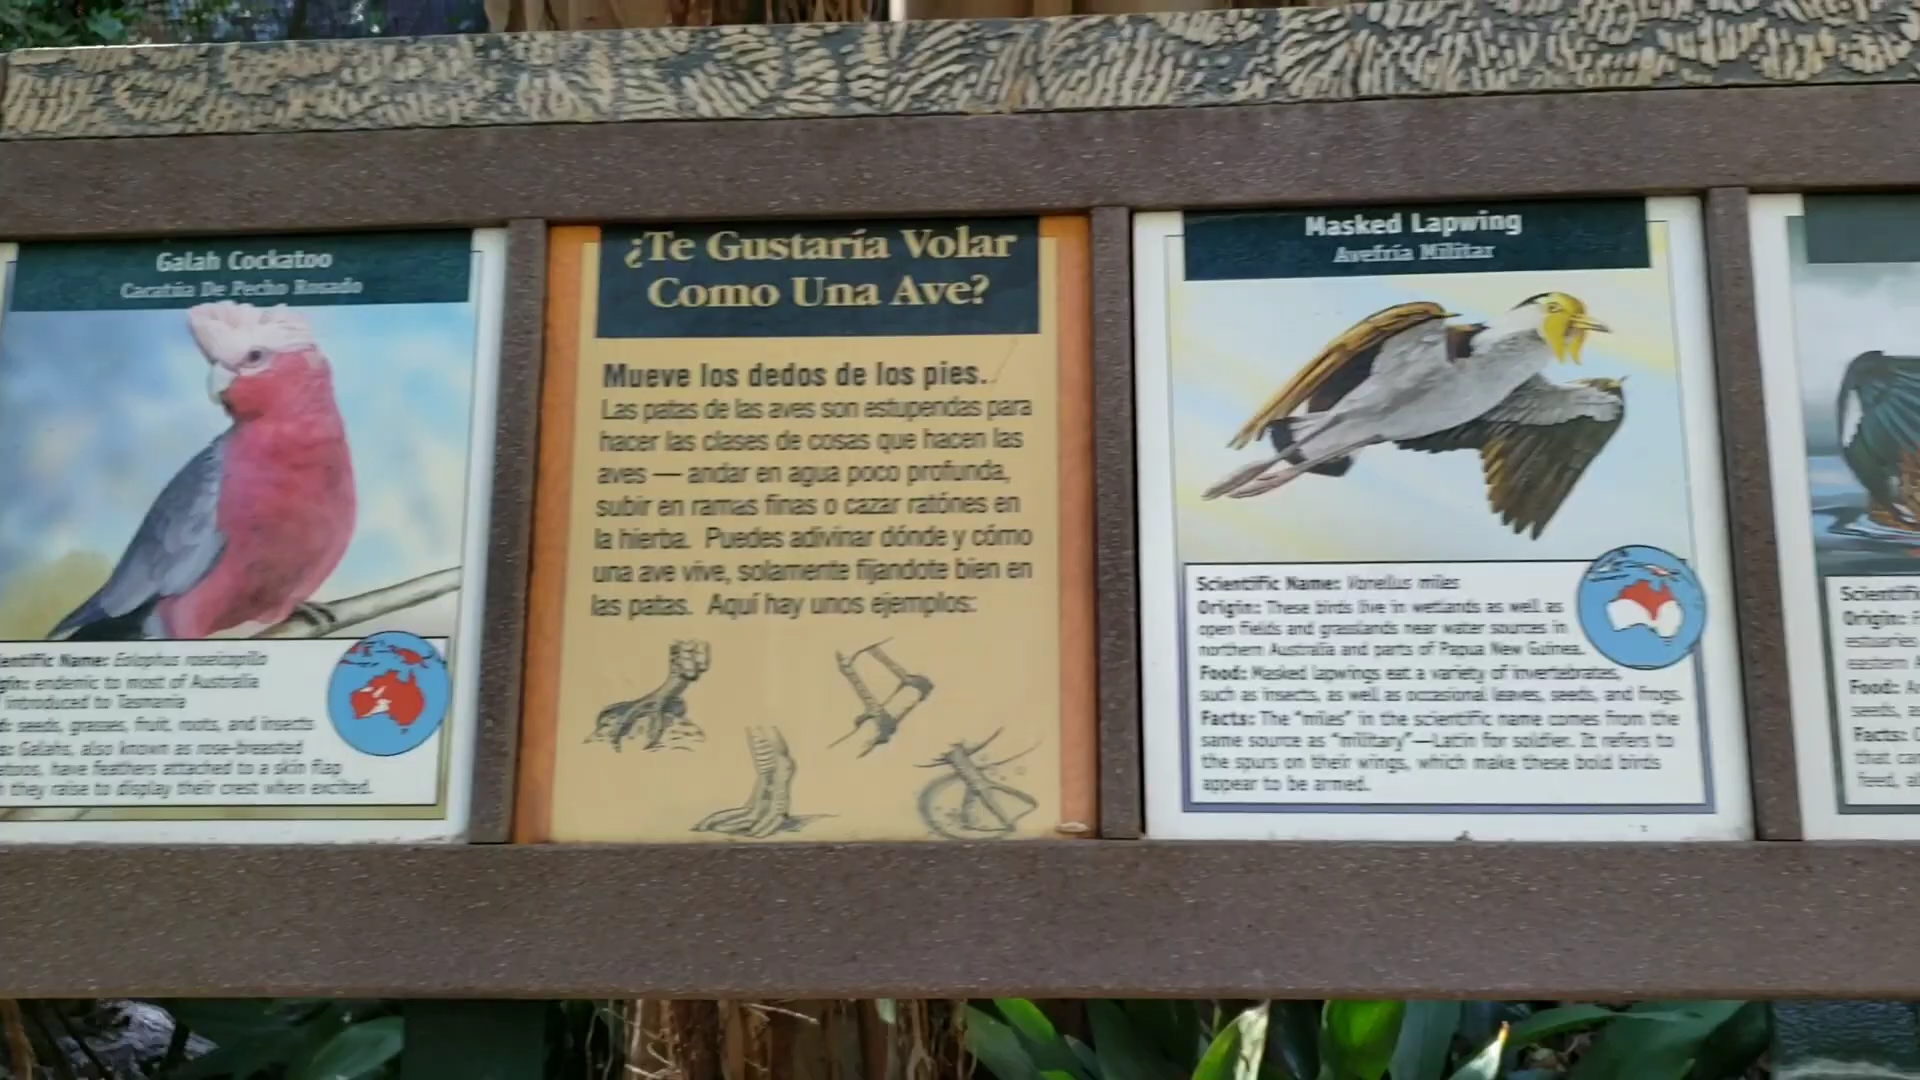 Galah Cockatoo
Caratúa De Pecho Rosado
entific Name: Eolophus roseicapilla
gin: endemic to most of Australia
introduced to Tasmania
d: seeds, grasses, fruit, roots, and insects
s: Galahs, also known as rose-breasted
atoos, have feathers attached to a skin flap
they raise to display their crest when excited.
¿Te Gustaría Volar
Como Una Ave?
Mueve los dedos de los pies.
Las patas de las aves son estupendas para
hacer las clases de cosas que hacen las
aves — andar en agua poco profunda,
subir en ramas finas o cazar ratónes en
la hierba. Puedes adivinar dónde y cómo
una ave vive, solamente fijandote bien en
las patas. Aquí hay unos ejemplos:
Masked Lapwing
Avefría Militar
Scientific Name: Vanellus miles
Origin: These birds live in wetlands as well as
open fields and grasslands near water sources in
northern Australia and parts of Papua New Guinea.
Food: Masked lapwings eat a variety of invertebrates,
such as insects, as well as occasional leaves, seeds, and frogs.
Facts: The "miles" in the scientific name comes from the
same source as "military"—Latin for soldier. It refers to
the spurs on their wings, which make these bold birds
appear to be armed.
Scientific
Origin:
estuaries
eastern
Food:
seeds, as
Facts:
that ca
feed, al